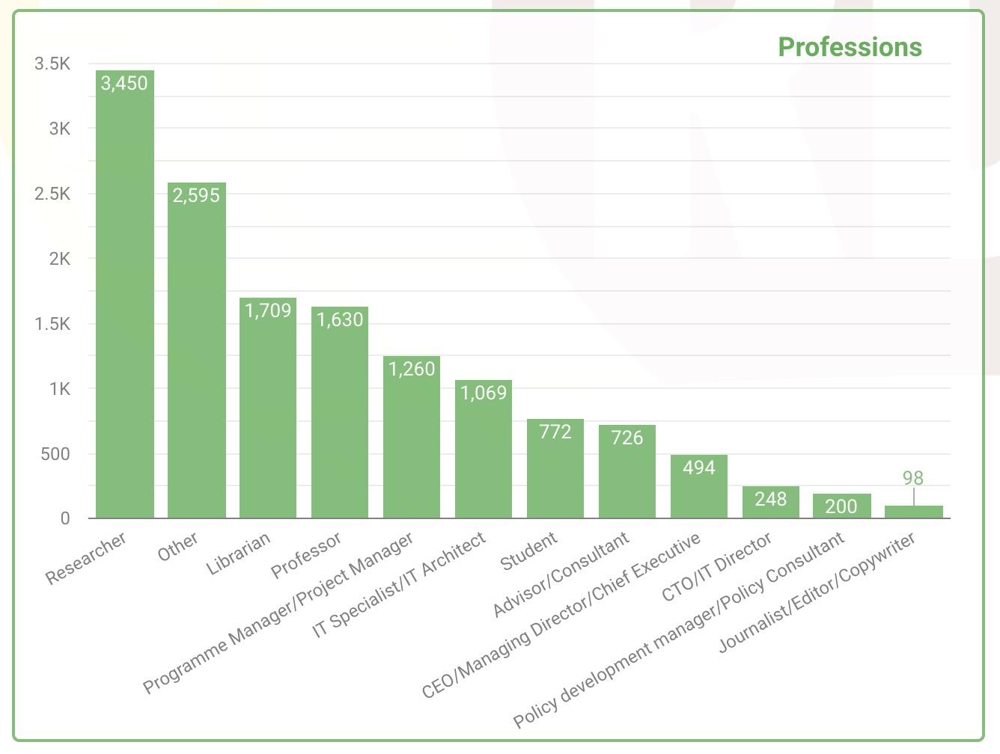 Professions
3.5K
3K
2.5K
2K
1.5K
1K
500
0
3,450
2,595
1,709
1,630
1,260
1,069
772
726
494
248
200
98
Researcher
Other
Librarian
Professor
Programme Manager/Project Manager
IT Specialist/IT Architect
Student
Advisor/Consultant
CEO/Managing Director/Chief Executive
CTO/IT Director
Policy development manager/Policy Consultant
Journalist/Editor/Copywriter